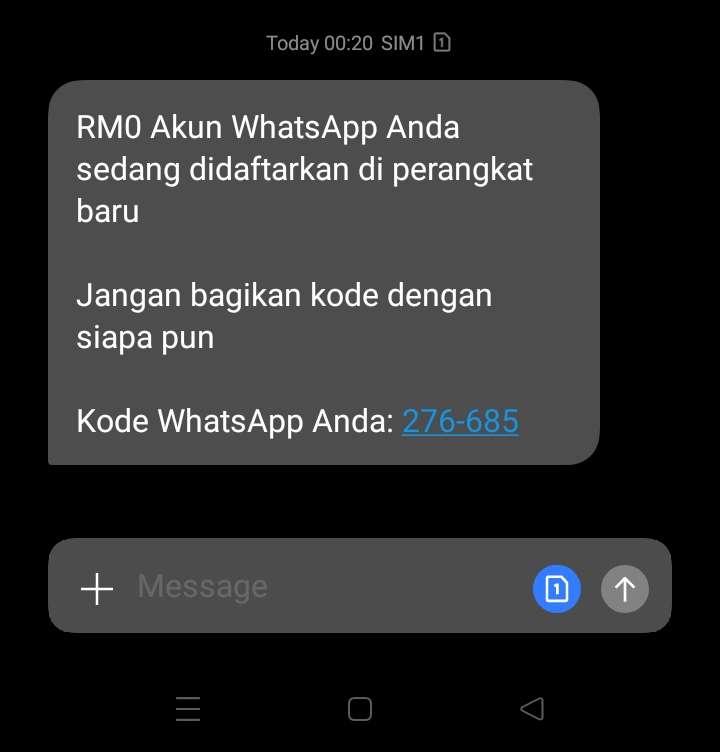 Today 00:20 SIM1 1
RM0 Akun WhatsApp Anda
sedang didaftarkan di perangkat
baru
Jangan bagikan kode dengan
siapa pun
Kode WhatsApp Anda: 276-685
Message
1